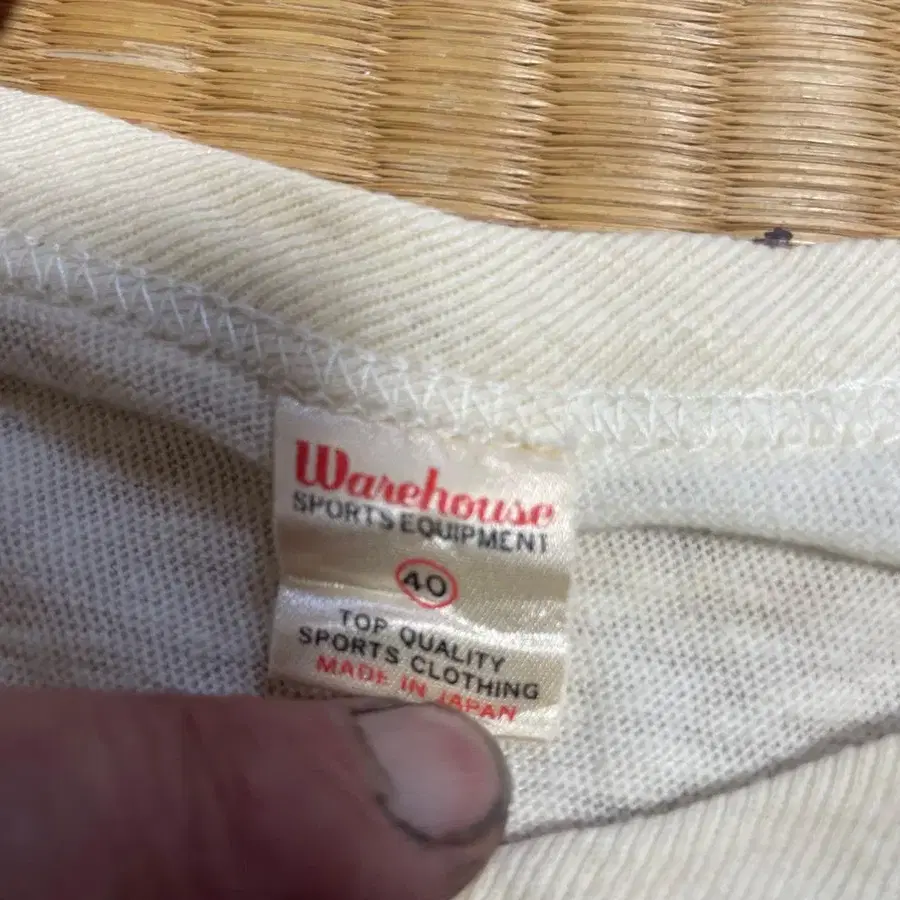 Warehouse
SPORTS EQUIPMENT
40
TOP QUALITY
SPORTS CLOTHING
MADE IN JAPAN